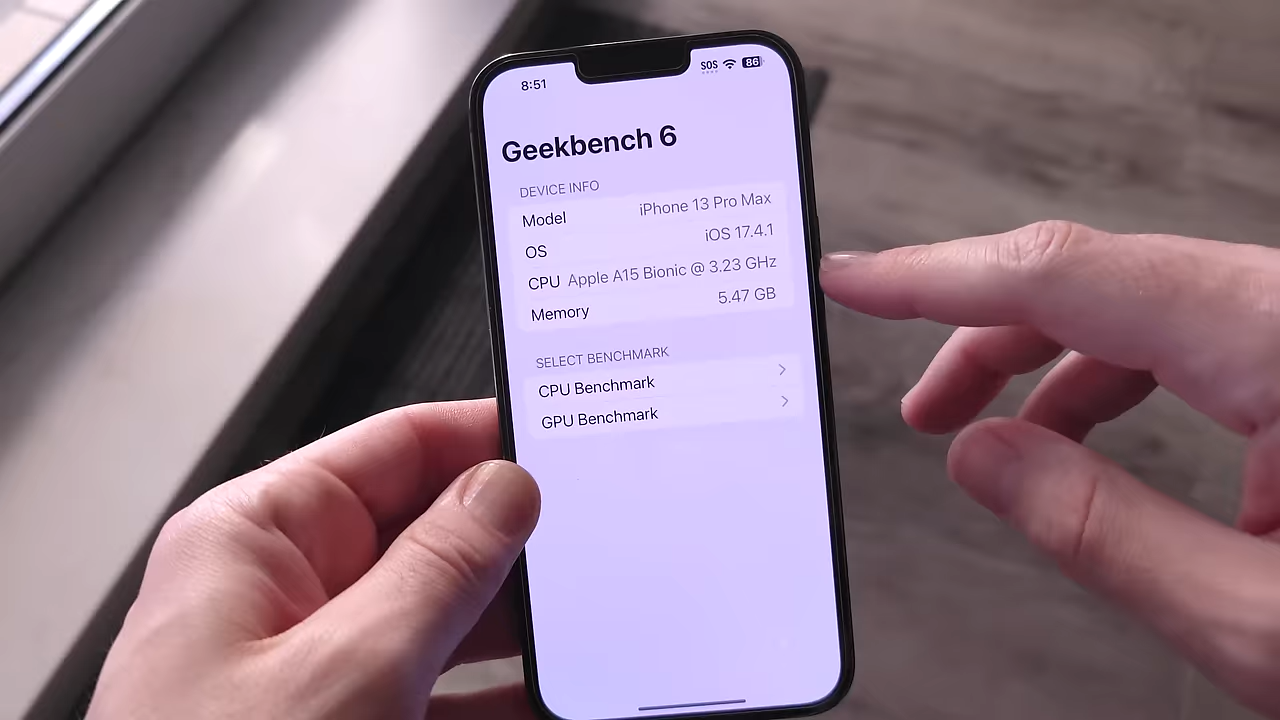 8:51
SOS 86
Geekbench 6
DEVICE INFO
Model iPhone 13 Pro Max
OS iOS 17.4.1
CPU Apple A15 Bionic @ 3.23 GHz
Memory 5.47 GB
SELECT BENCHMARK
CPU Benchmark
GPU Benchmark